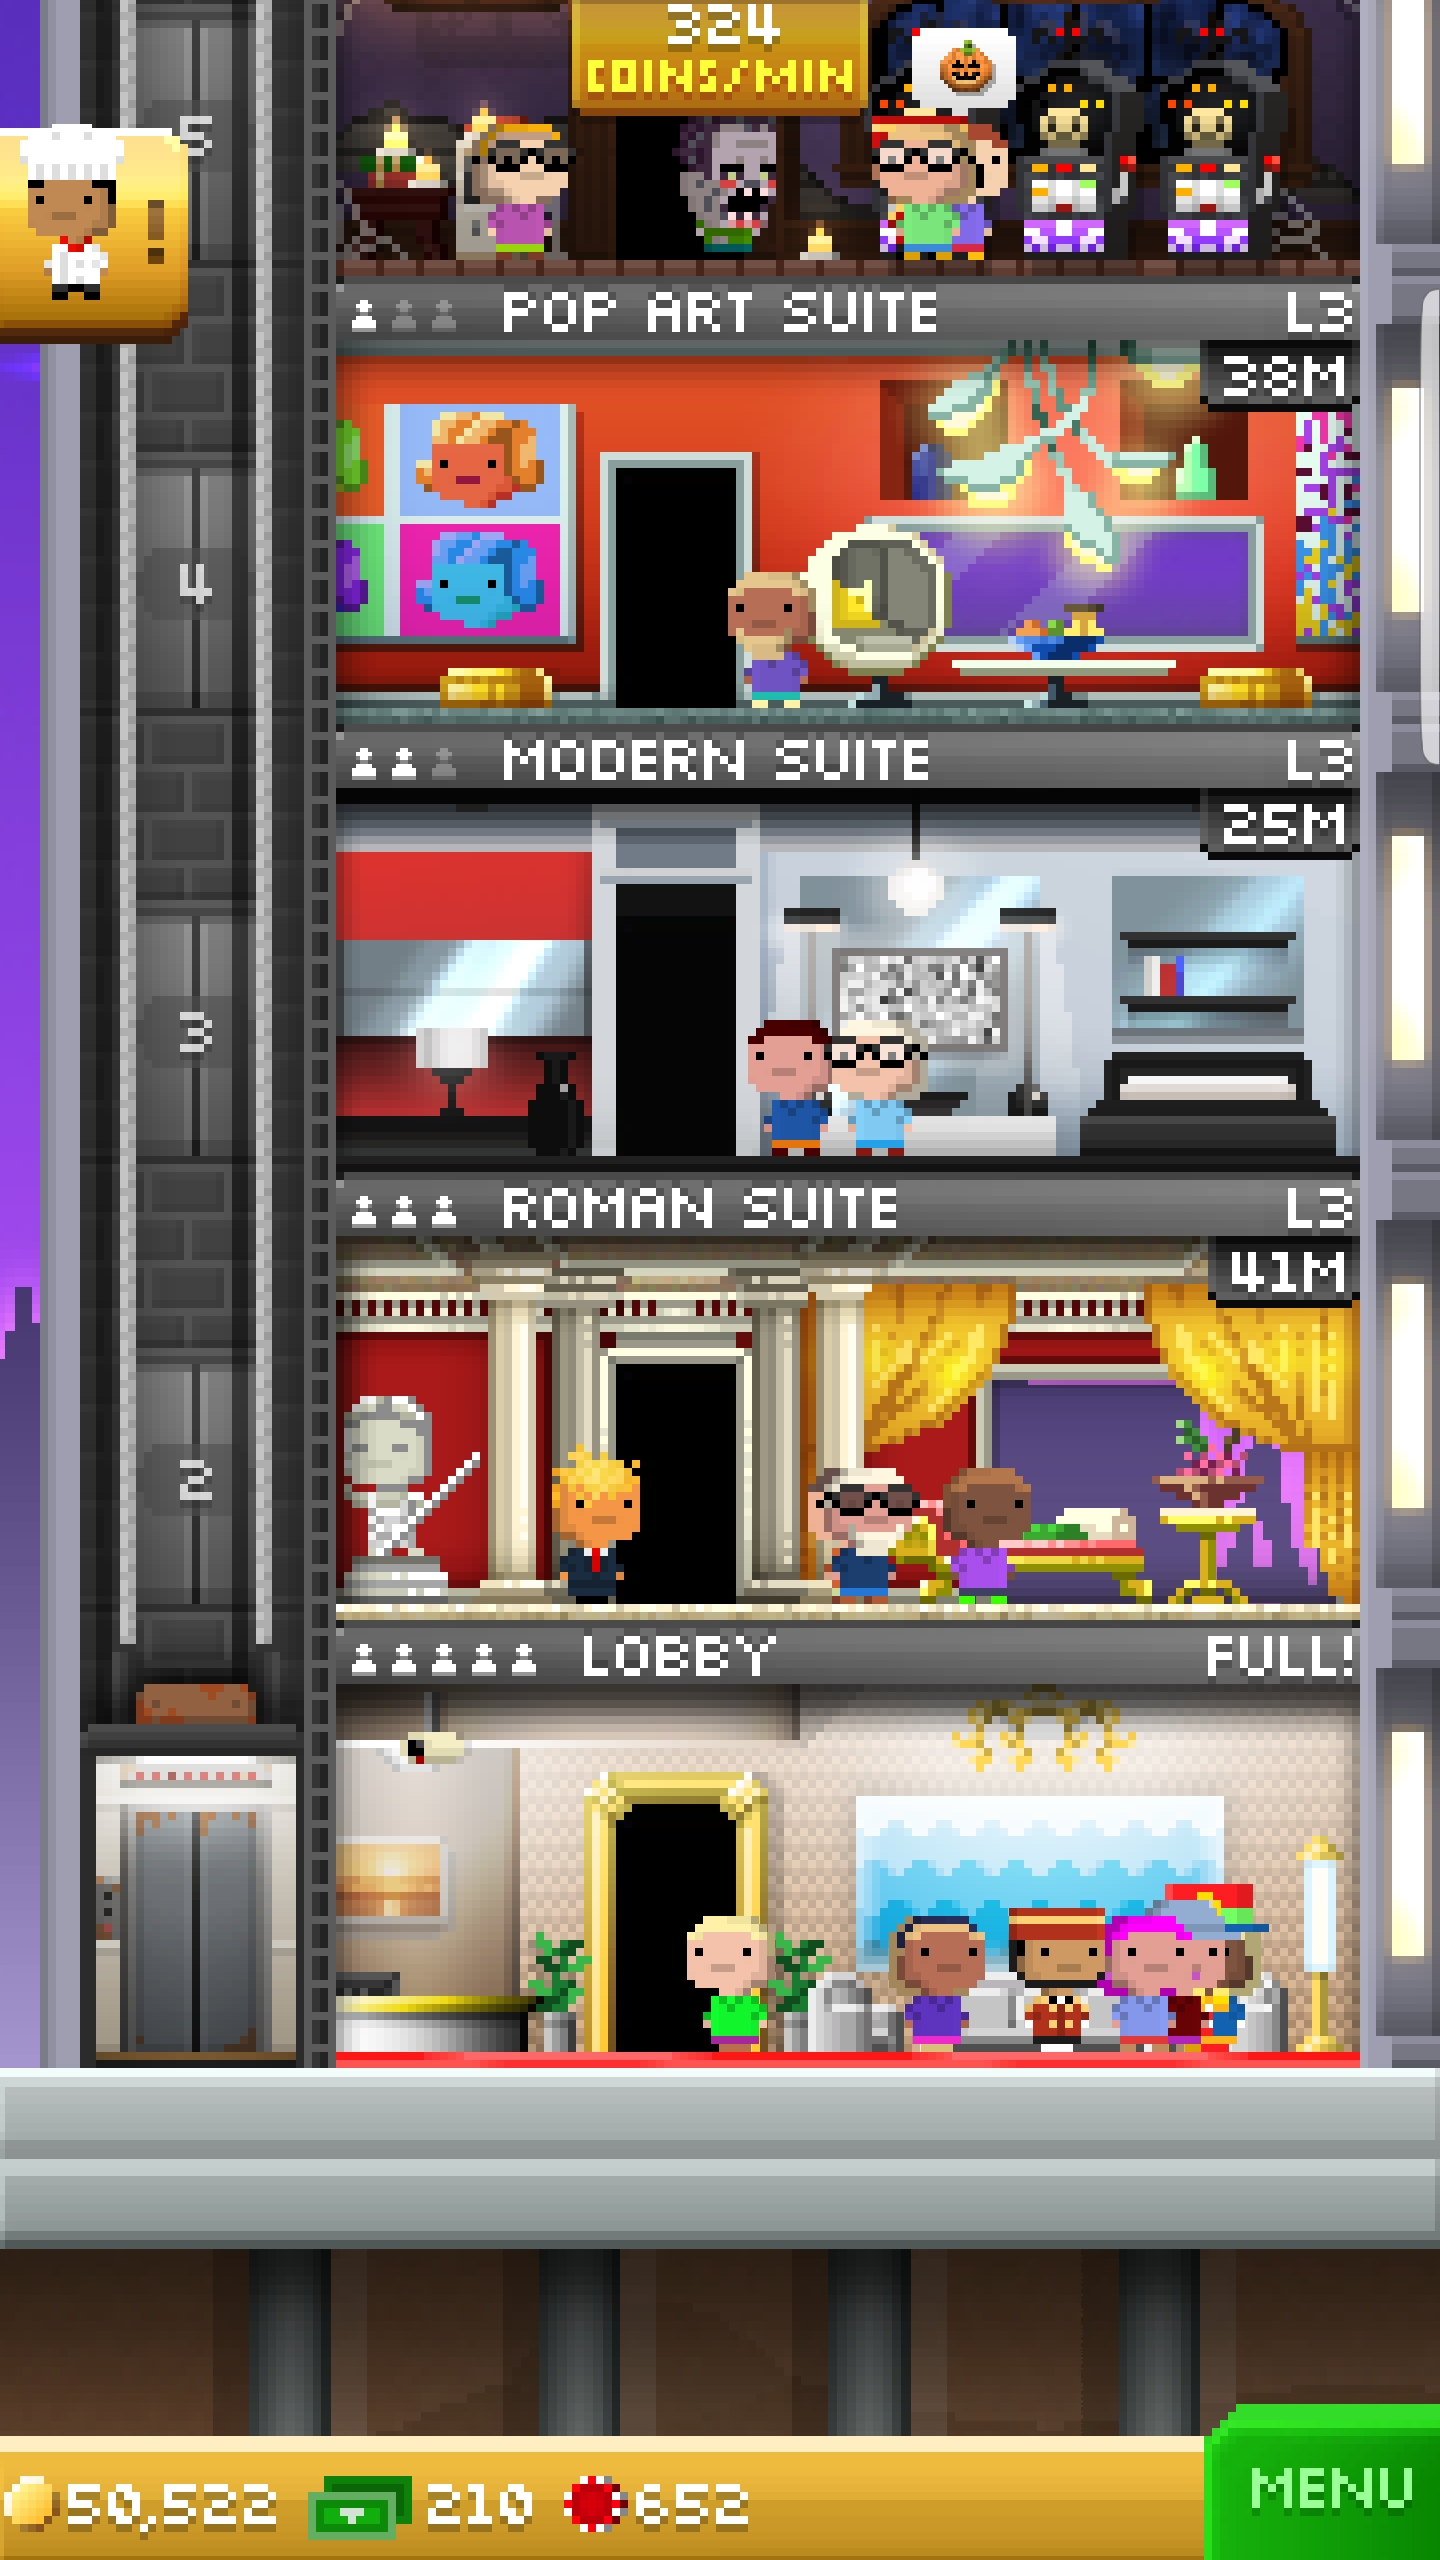 324
COINS/MIN
5
!
POP ART SUITE L3
38M
4
MODERN SUITE L3
25M
3
ROMAN SUITE L3
41M
2
LOBBY FULL!
50,522 210 652
MENU